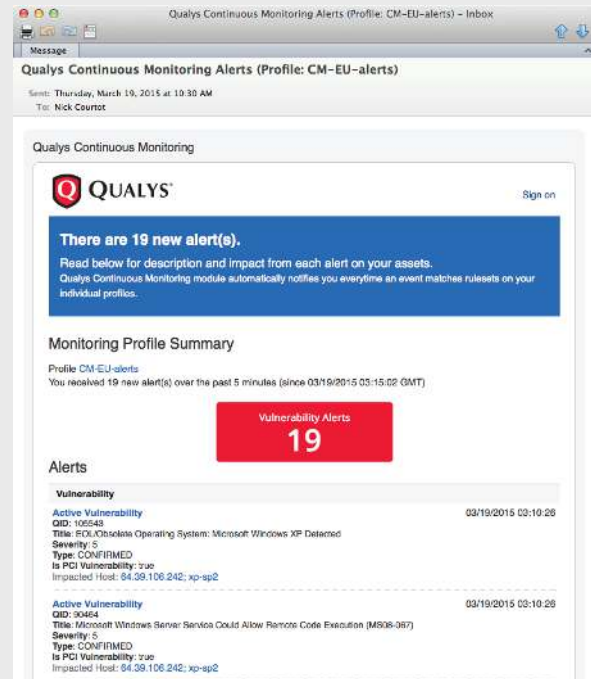 Qualys Continuous Monitoring Alerts (Profile: CM-EU-alerts) – Inbox
Message
Qualys Continuous Monitoring Alerts (Profile: CM-EU-alerts)
Sent: Thursday, March 19, 2015 at 10:30 AM
To: Nick Courtot
Qualys Continuous Monitoring
QUALYS
Sign on
There are 19 new alert(s).
Read below for description and impact from each alert on your assets.
Qualys Continuous Monitoring module automatically notifies you everytime an event matches rulesets on your
individual profiles.
Monitoring Profile Summary
Profile CM-EU-alerts
You received 19 new alert(s) over the past 5 minutes (since 03/19/2015 03:15:02 GMT)
Vulnerability Alerts
19
Alerts
Vulnerability
Active Vulnerability 03/19/2015 03:10:26
QID: 105543
Title: EOL/Obsolete Operating System: Microsoft Windows XP Detected
Severity: 5
Type: CONFIRMED
Is PCI Vulnerability: true
Impacted Host: 64.39.106.242; xp-sp2
Active Vulnerability 03/19/2015 03:10:26
QID: 90464
Title: Microsoft Windows Server Service Could Allow Remote Code Execution (MS08-067)
Severity: 5
Type: CONFIRMED
Is PCI Vulnerability: true
Impacted Host: 64.39.106.242; xp-sp2